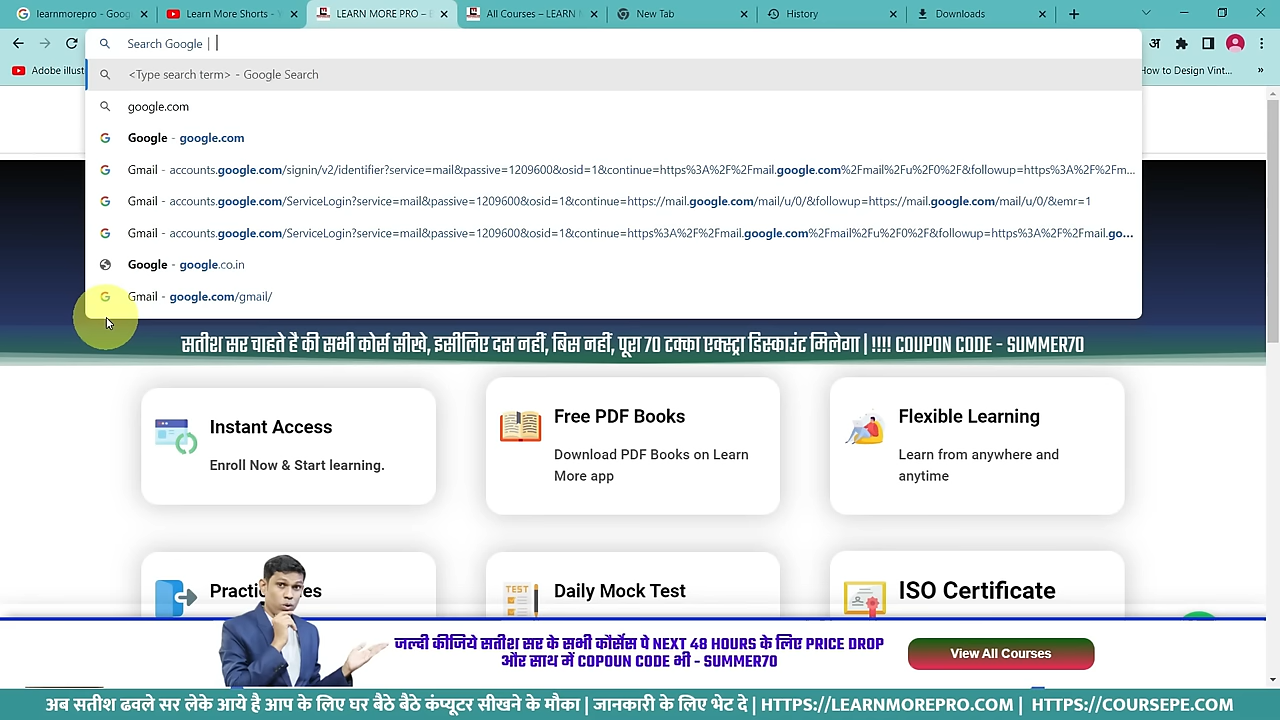 learnmorepro - Goog
Learn More Shorts - Y
LEARN MORE PRO – E
All Courses – LEARN M
New Tab
History
Downloads
Search Google |
अ
Adobe illust
How to Design Vint...
»
<Type search term> - Google Search
google.com
Google - google.com
Gmail - accounts.google.com/signin/v2/identifier?service=mail&passive=1209600&osid=1&continue=https%3A%2F%2Fmail.google.com%2Fmail%2Fu%2F0%2F&followup=https%3A%2F%2Fm...
Gmail - accounts.google.com/ServiceLogin?service=mail&passive=1209600&osid=1&continue=https://mail.google.com/mail/u/0/&followup=https://mail.google.com/mail/u/0/&emr=1
Gmail - accounts.google.com/ServiceLogin?service=mail&passive=1209600&osid=1&continue=https%3A%2F%2Fmail.google.com%2Fmail%2Fu%2F0%2F&followup=https%3A%2F%2Fmail.go...
Google - google.co.in
Gmail - google.com/gmail/
सतीश सर चाहते है की सभी कोर्स सीखे, इसीलिए दस नहीं, बिस नहीं, पूरा 70 टक्का एक्स्ट्रा डिस्काउंट मिलेगा | !!!! COUPON CODE - SUMMER70
Instant Access
Enroll Now & Start learning.
Free PDF Books
Download PDF Books on Learn
More app
Flexible Learning
Learn from anywhere and
anytime
Daily Mock Test
TEST
ISO Certificate
जल्दी कीजिये सतीश सर के सभी कौर्सेस पे NEXT 48 HOURS के लिए PRICE DROP
और साथ में COPOUN CODE भी - SUMMER70
View All Courses
अब सतीश ढवले सर लेके आये है आप के लिए घर बैठे बैठे कंप्यूटर सीखने के मौका | जानकारी के लिए भेट दे | HTTPS://LEARNMOREPRO.COM | HTTPS://COURSEPE.COM